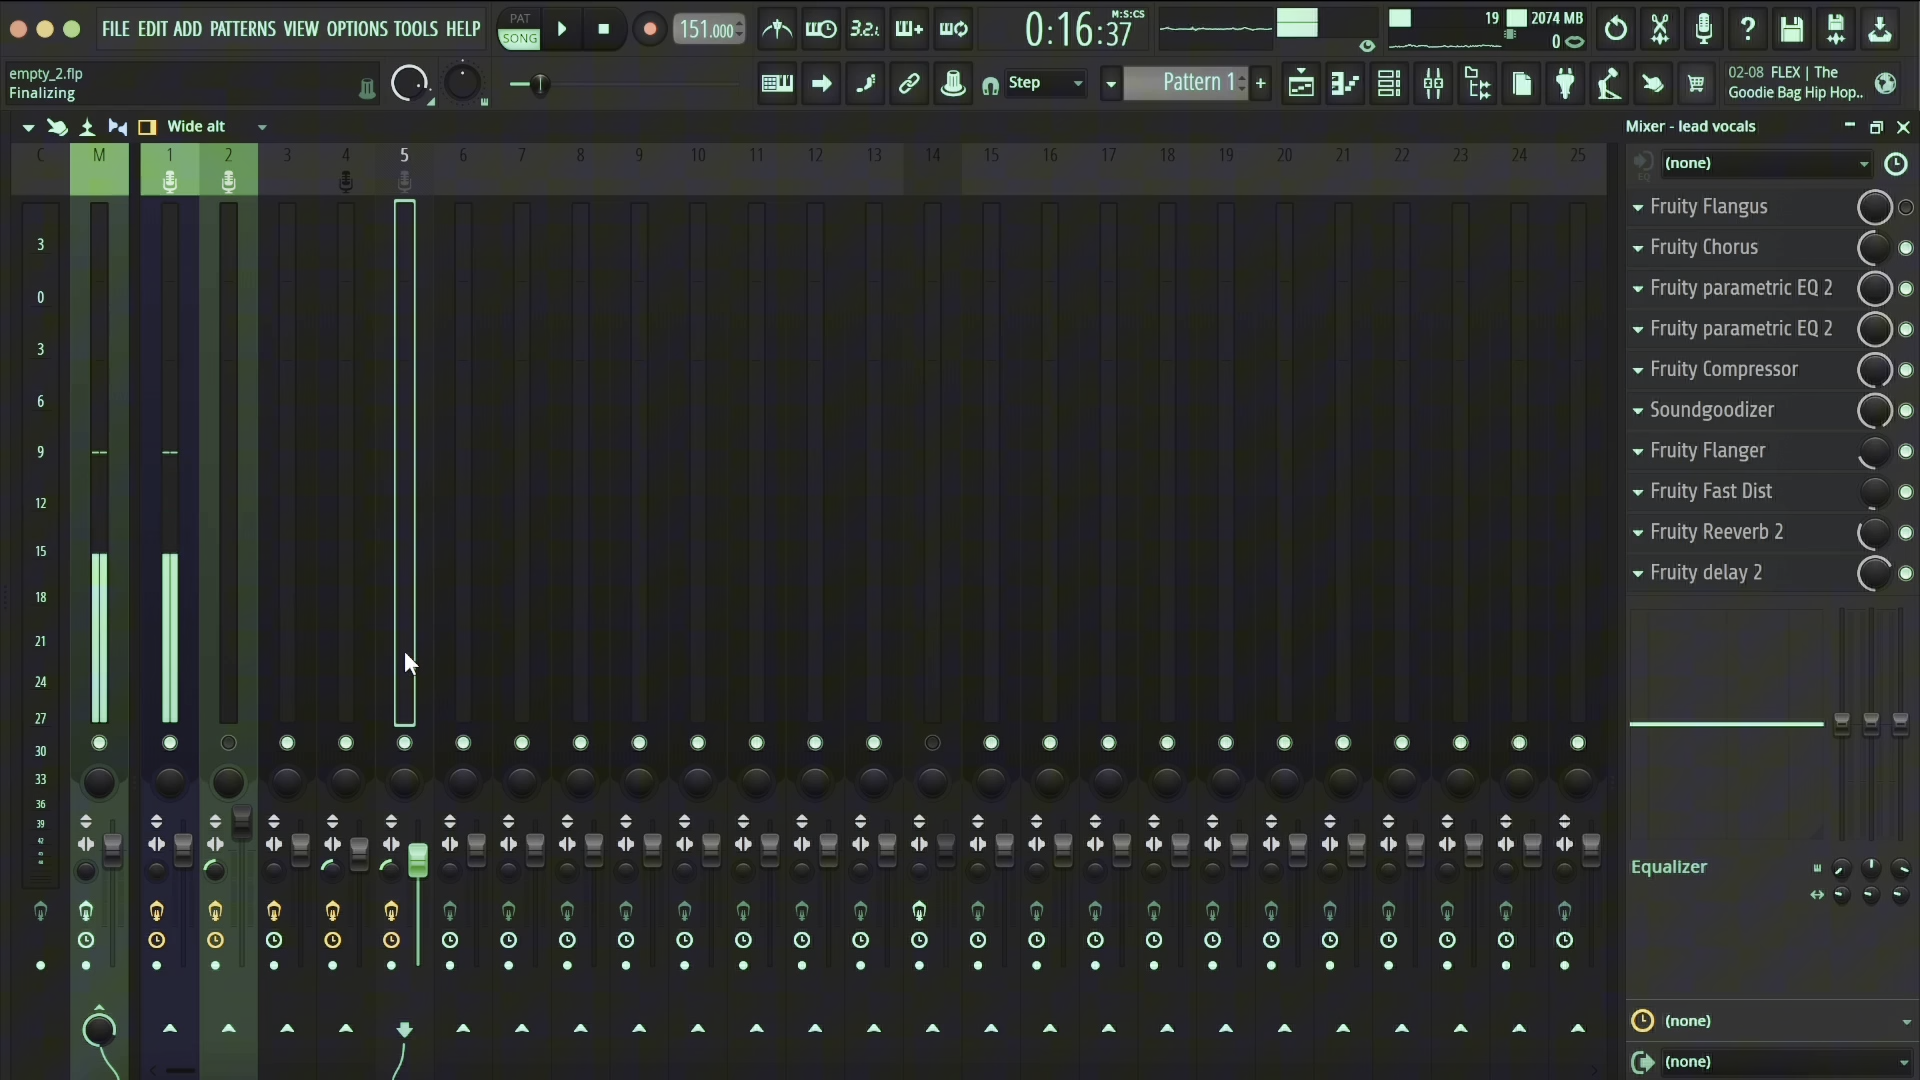 FILE EDIT ADD PATTERNS VIEW OPTIONS TOOLS HELP
PAT
SONG
151.000
3.2
0:16:37
M:S:CS
19
2074 MB
0
empty_2.flp
Finalizing
Step
Pattern 1
02-08 FLEX | The
Goodie Bag Hip Hop..
Wide alt
Mixer - lead vocals
C M 1 2 3 4 5 6 7 8 9 10 11 12 13 14 15 16 17 18 19 20 21 22 23 24 25
3
0
3
6
9
12
15
18
21
24
27
30
33
36
39
(none)
EQ
Fruity Flangus
Fruity Chorus
Fruity parametric EQ 2
Fruity parametric EQ 2
Fruity Compressor
Soundgoodizer
Fruity Flanger
Fruity Fast Dist
Fruity Reeverb 2
Fruity delay 2
Equalizer
(none)
(none)